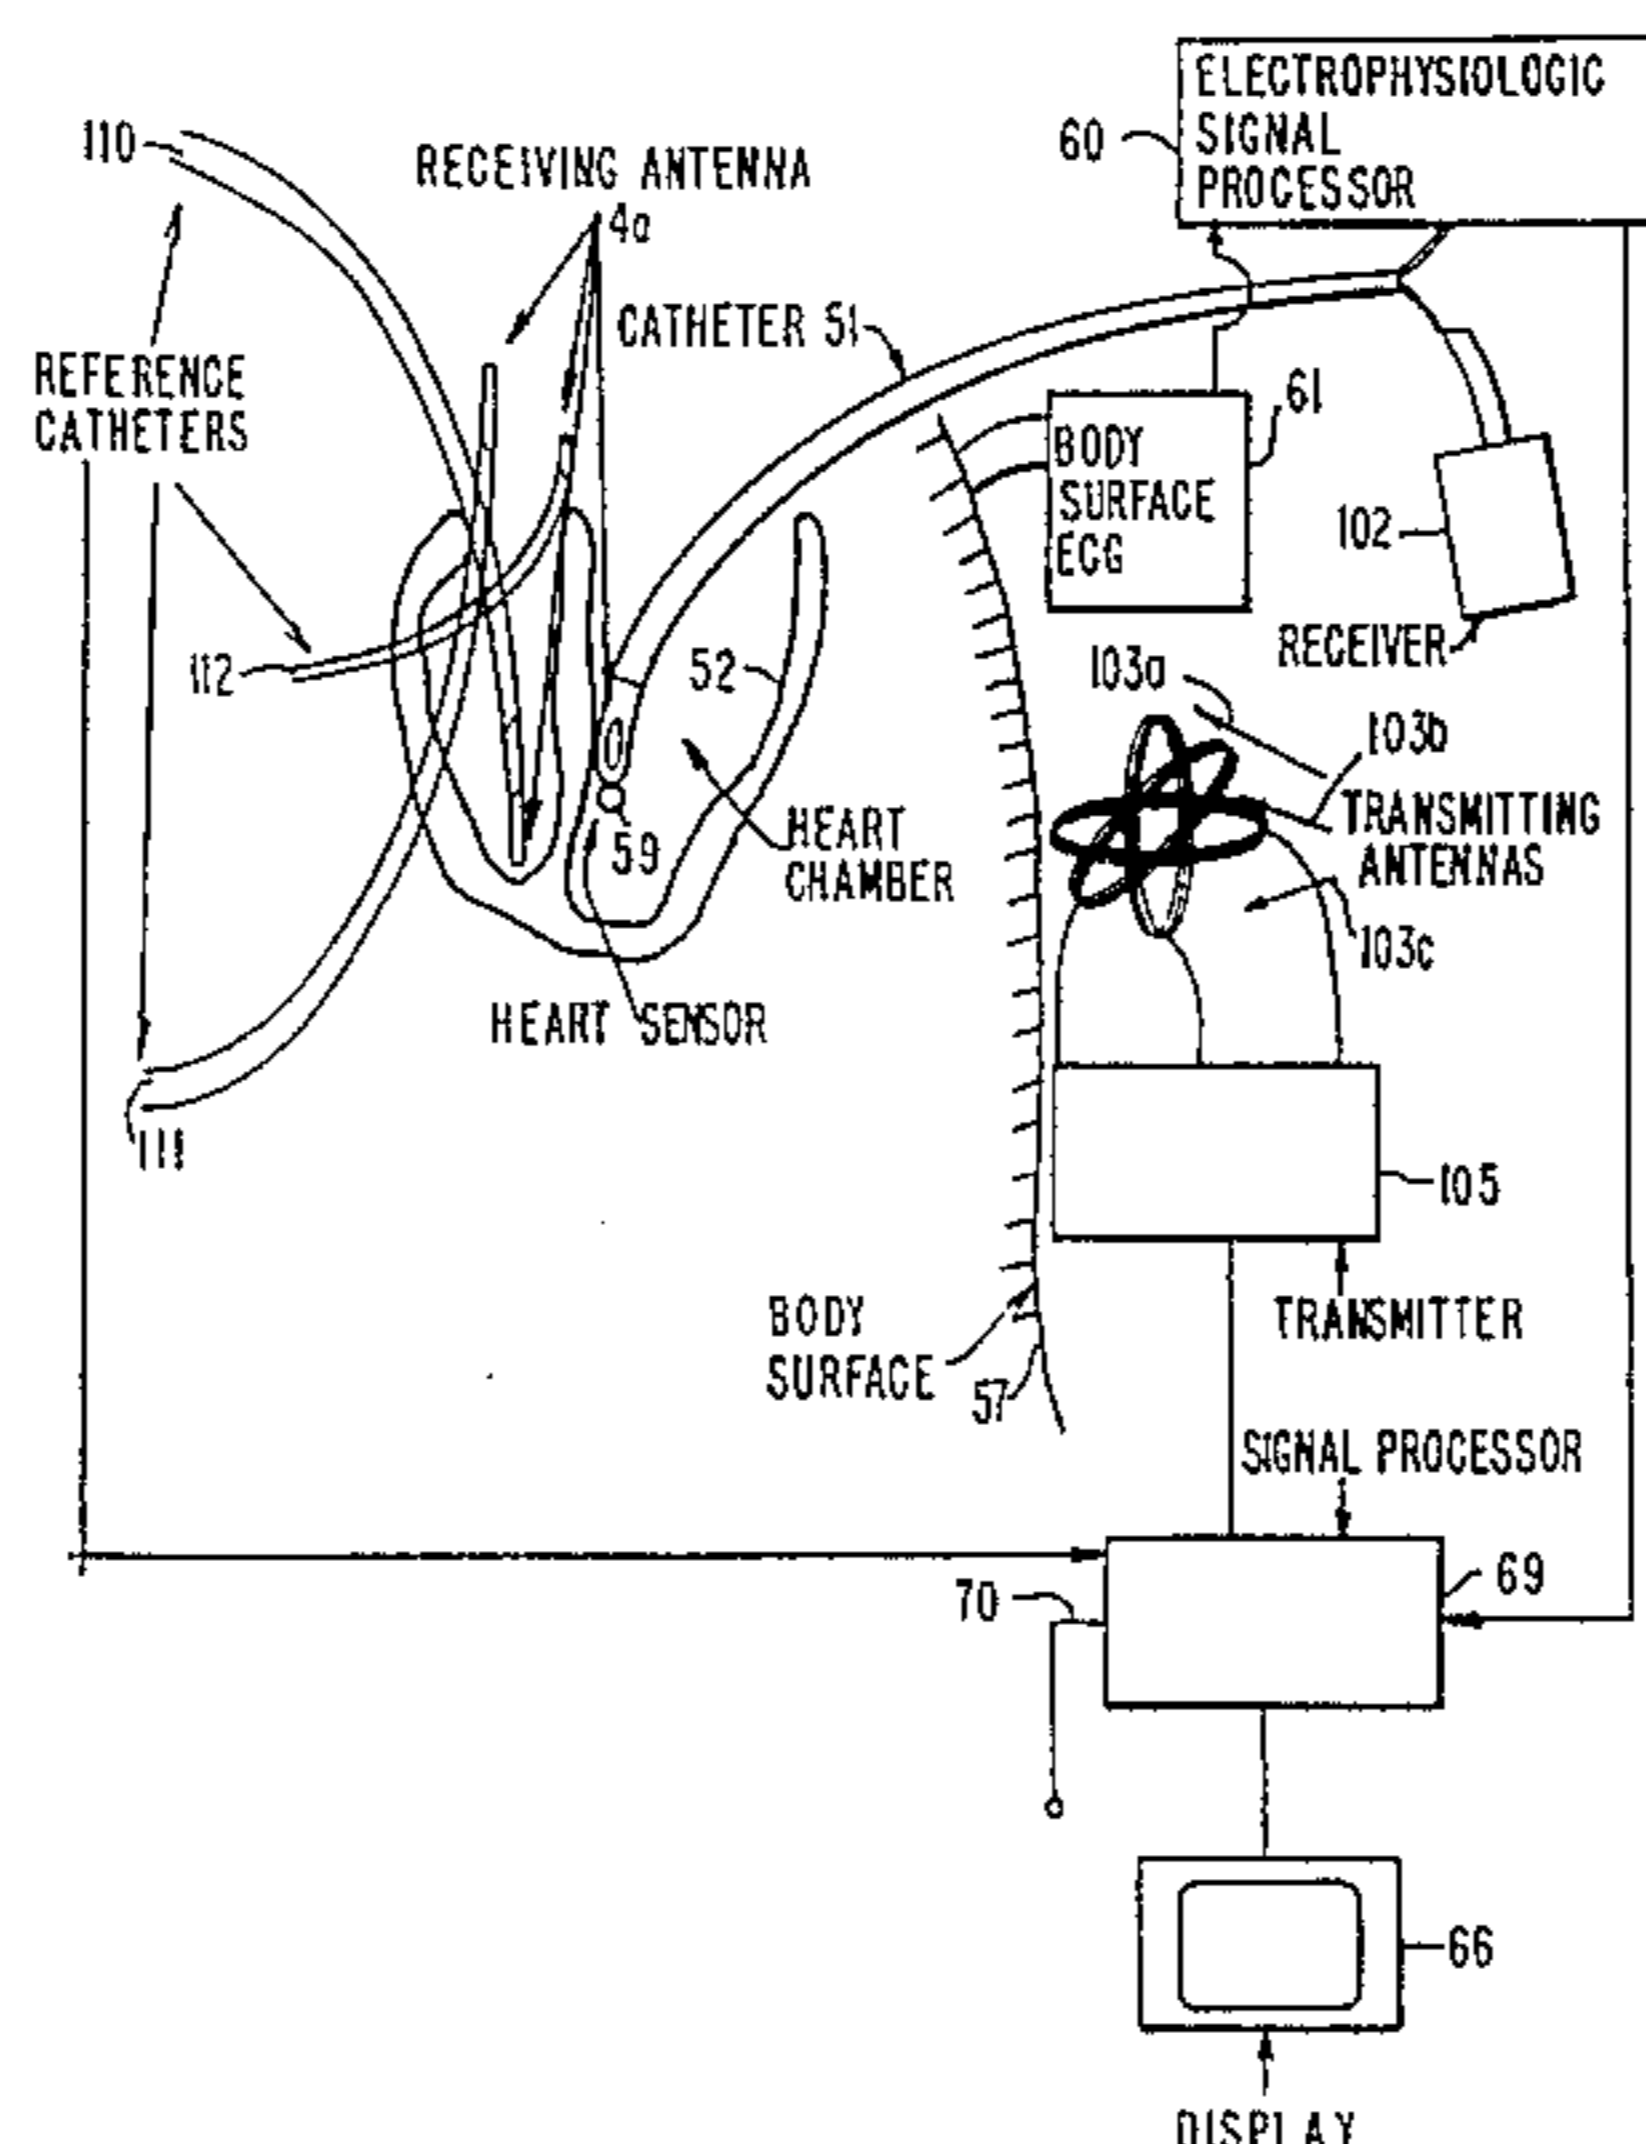 ELECTROPHYSIOLOGIC
SIGNAL
PROCESSOR
60
110
RECEIVING ANTENNA
4a
CATHETER 51
REFERENCE
CATHETERS
61
BODY
SURFACE
ECG
102
RECEIVER
112
52
103a
103b
TRANSMITTING
ANTENNAS
103c
59
HEART
CHAMBER
HEART SENSOR
111
105
TRANSMITTER
BODY
SURFACE
57
SIGNAL PROCESSOR
69
70
66
DISPLAY